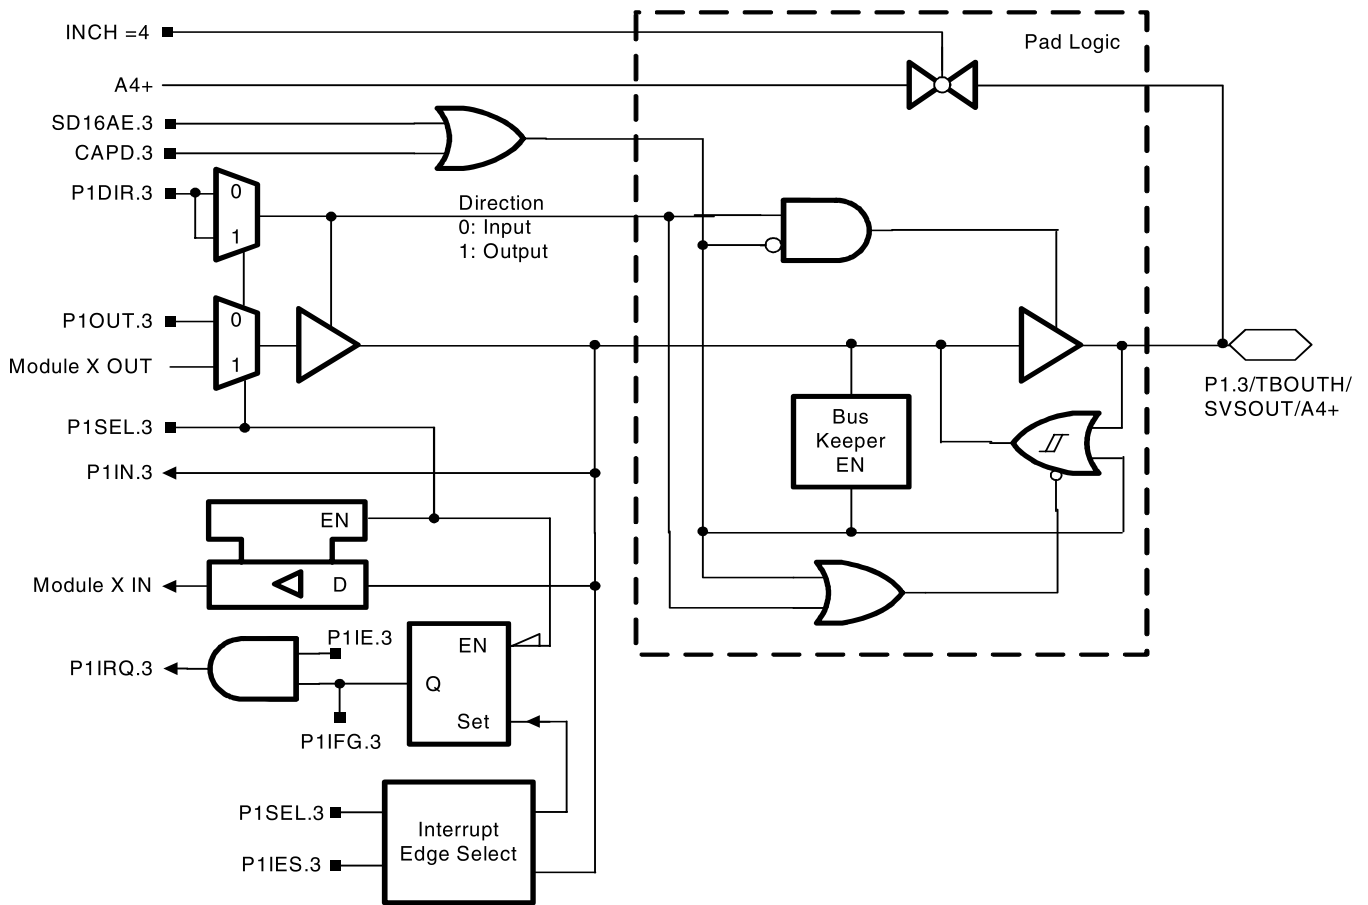 INCH =4
Pad Logic
A4+
SD16AE.3
CAPD.3
P1DIR.3
0
1
Direction
0: Input
1: Output
P1OUT.3
0
Module X OUT
1
P1.3/TBOUTH/
SVSOUT/A4+
P1SEL.3
Bus
Keeper
EN
P1IN.3
EN
Module X IN
D
P1IE.3
EN
P1IRQ.3
Q
Set
P1IFG.3
P1SEL.3
Interrupt
Edge Select
P1IES.3